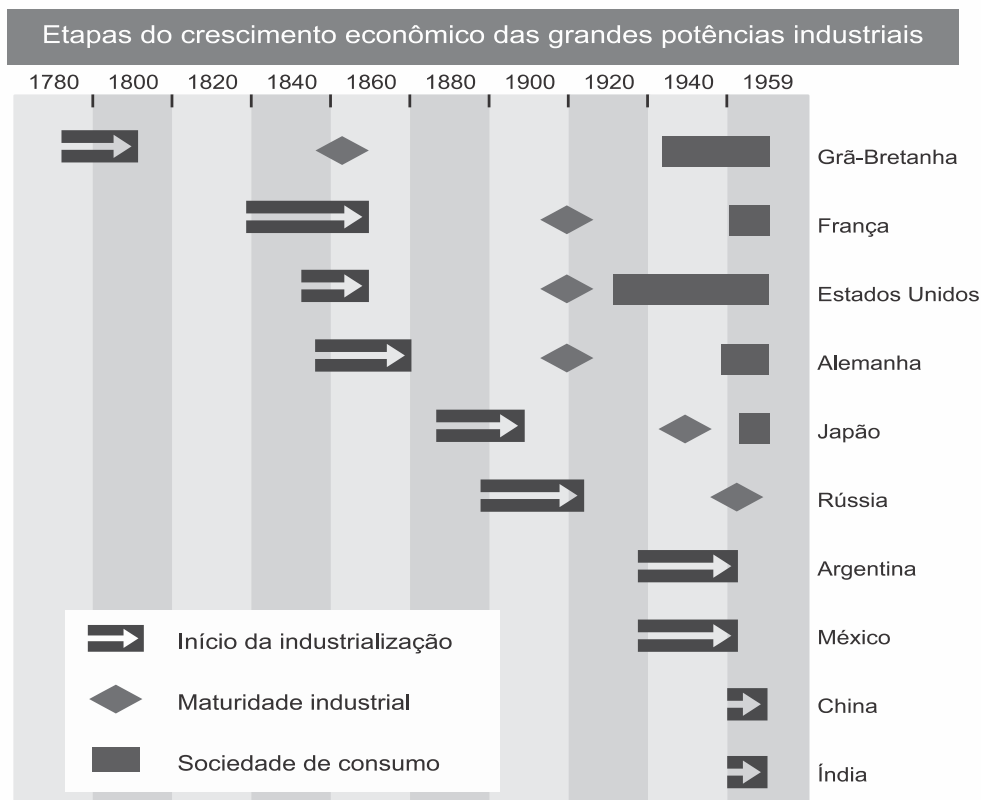 Etapas do crescimento econômico das grandes potências industriais
1780 1800 1820 1840 1860 1880 1900 1920 1940 1959
Grã-Bretanha
França
Estados Unidos
Alemanha
Japão
Rússia
Argentina
México
China
Índia
Início da industrialização
Maturidade industrial
Sociedade de consumo